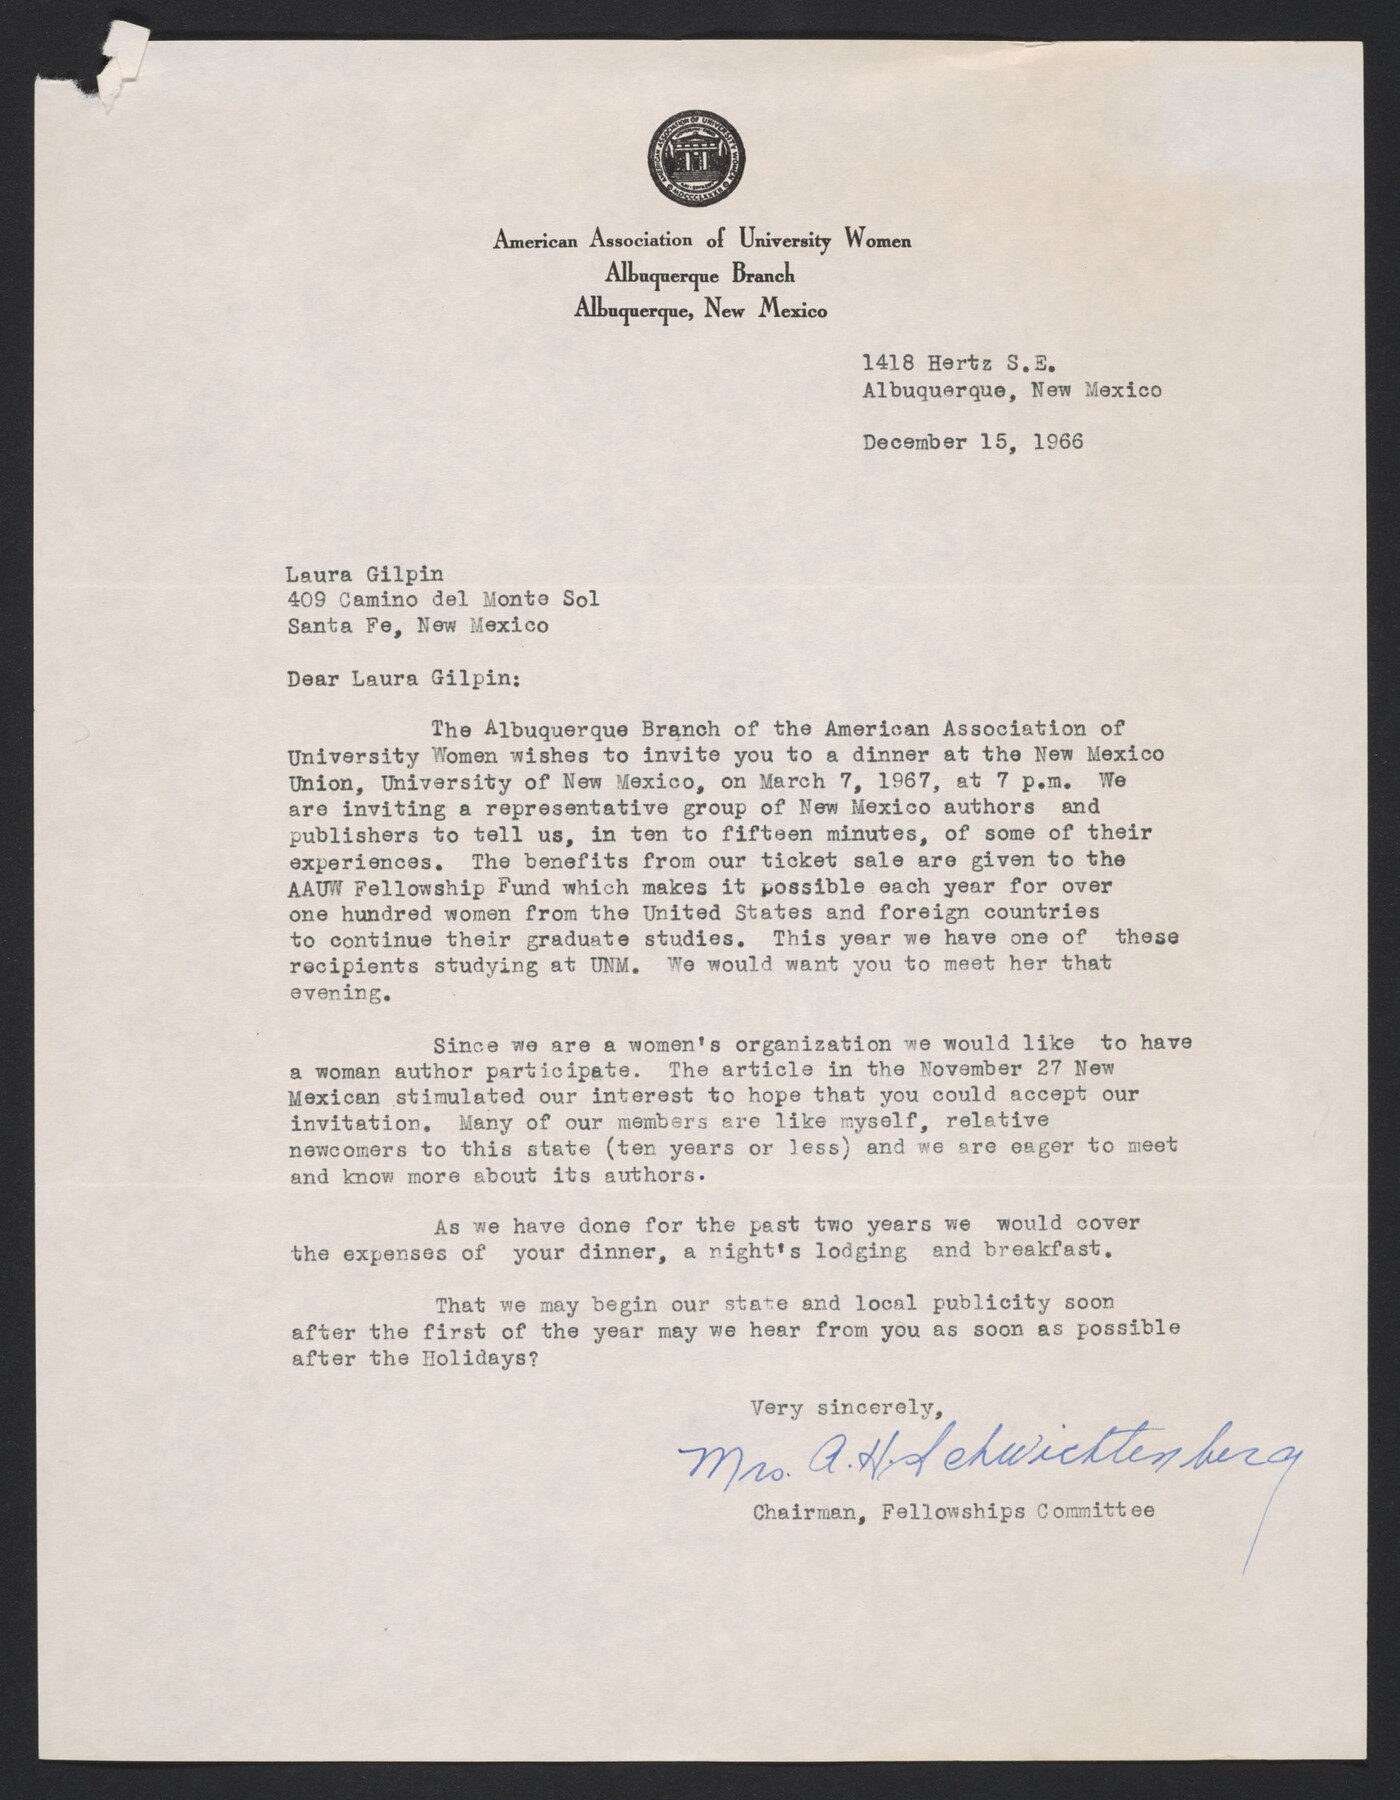 AMERICAN ASSOCIATION OF UNIVERSITY WOMEN
MDCCCLXXXII
American Association of University Women
Albuquerque Branch
Albuquerque, New Mexico
1418 Hertz S.E.
Albuquerque, New Mexico
December 15, 1966
Laura Gilpin
409 Camino del Monte Sol
Santa Fe, New Mexico
Dear Laura Gilpin:
The Albuquerque Branch of the American Association of
University Women wishes to invite you to a dinner at the New Mexico
Union, University of New Mexico, on March 7, 1967, at 7 p.m. We
are inviting a representative group of New Mexico authors and
publishers to tell us, in ten to fifteen minutes, of some of their
experiences. The benefits from our ticket sale are given to the
AAUW Fellowship Fund which makes it possible each year for over
one hundred women from the United States and foreign countries
to continue their graduate studies. This year we have one of these
recipients studying at UNM. We would want you to meet her that
evening.
Since we are a women's organization we would like to have
a woman author participate. The article in the November 27 New
Mexican stimulated our interest to hope that you could accept our
invitation. Many of our members are like myself, relative
newcomers to this state (ten years or less) and we are eager to meet
and know more about its authors.
As we have done for the past two years we would cover
the expenses of your dinner, a night's lodging and breakfast.
That we may begin our state and local publicity soon
after the first of the year may we hear from you as soon as possible
after the Holidays?
Very sincerely,
Mrs. A. H. Schwichtenberg
Chairman, Fellowships Committee